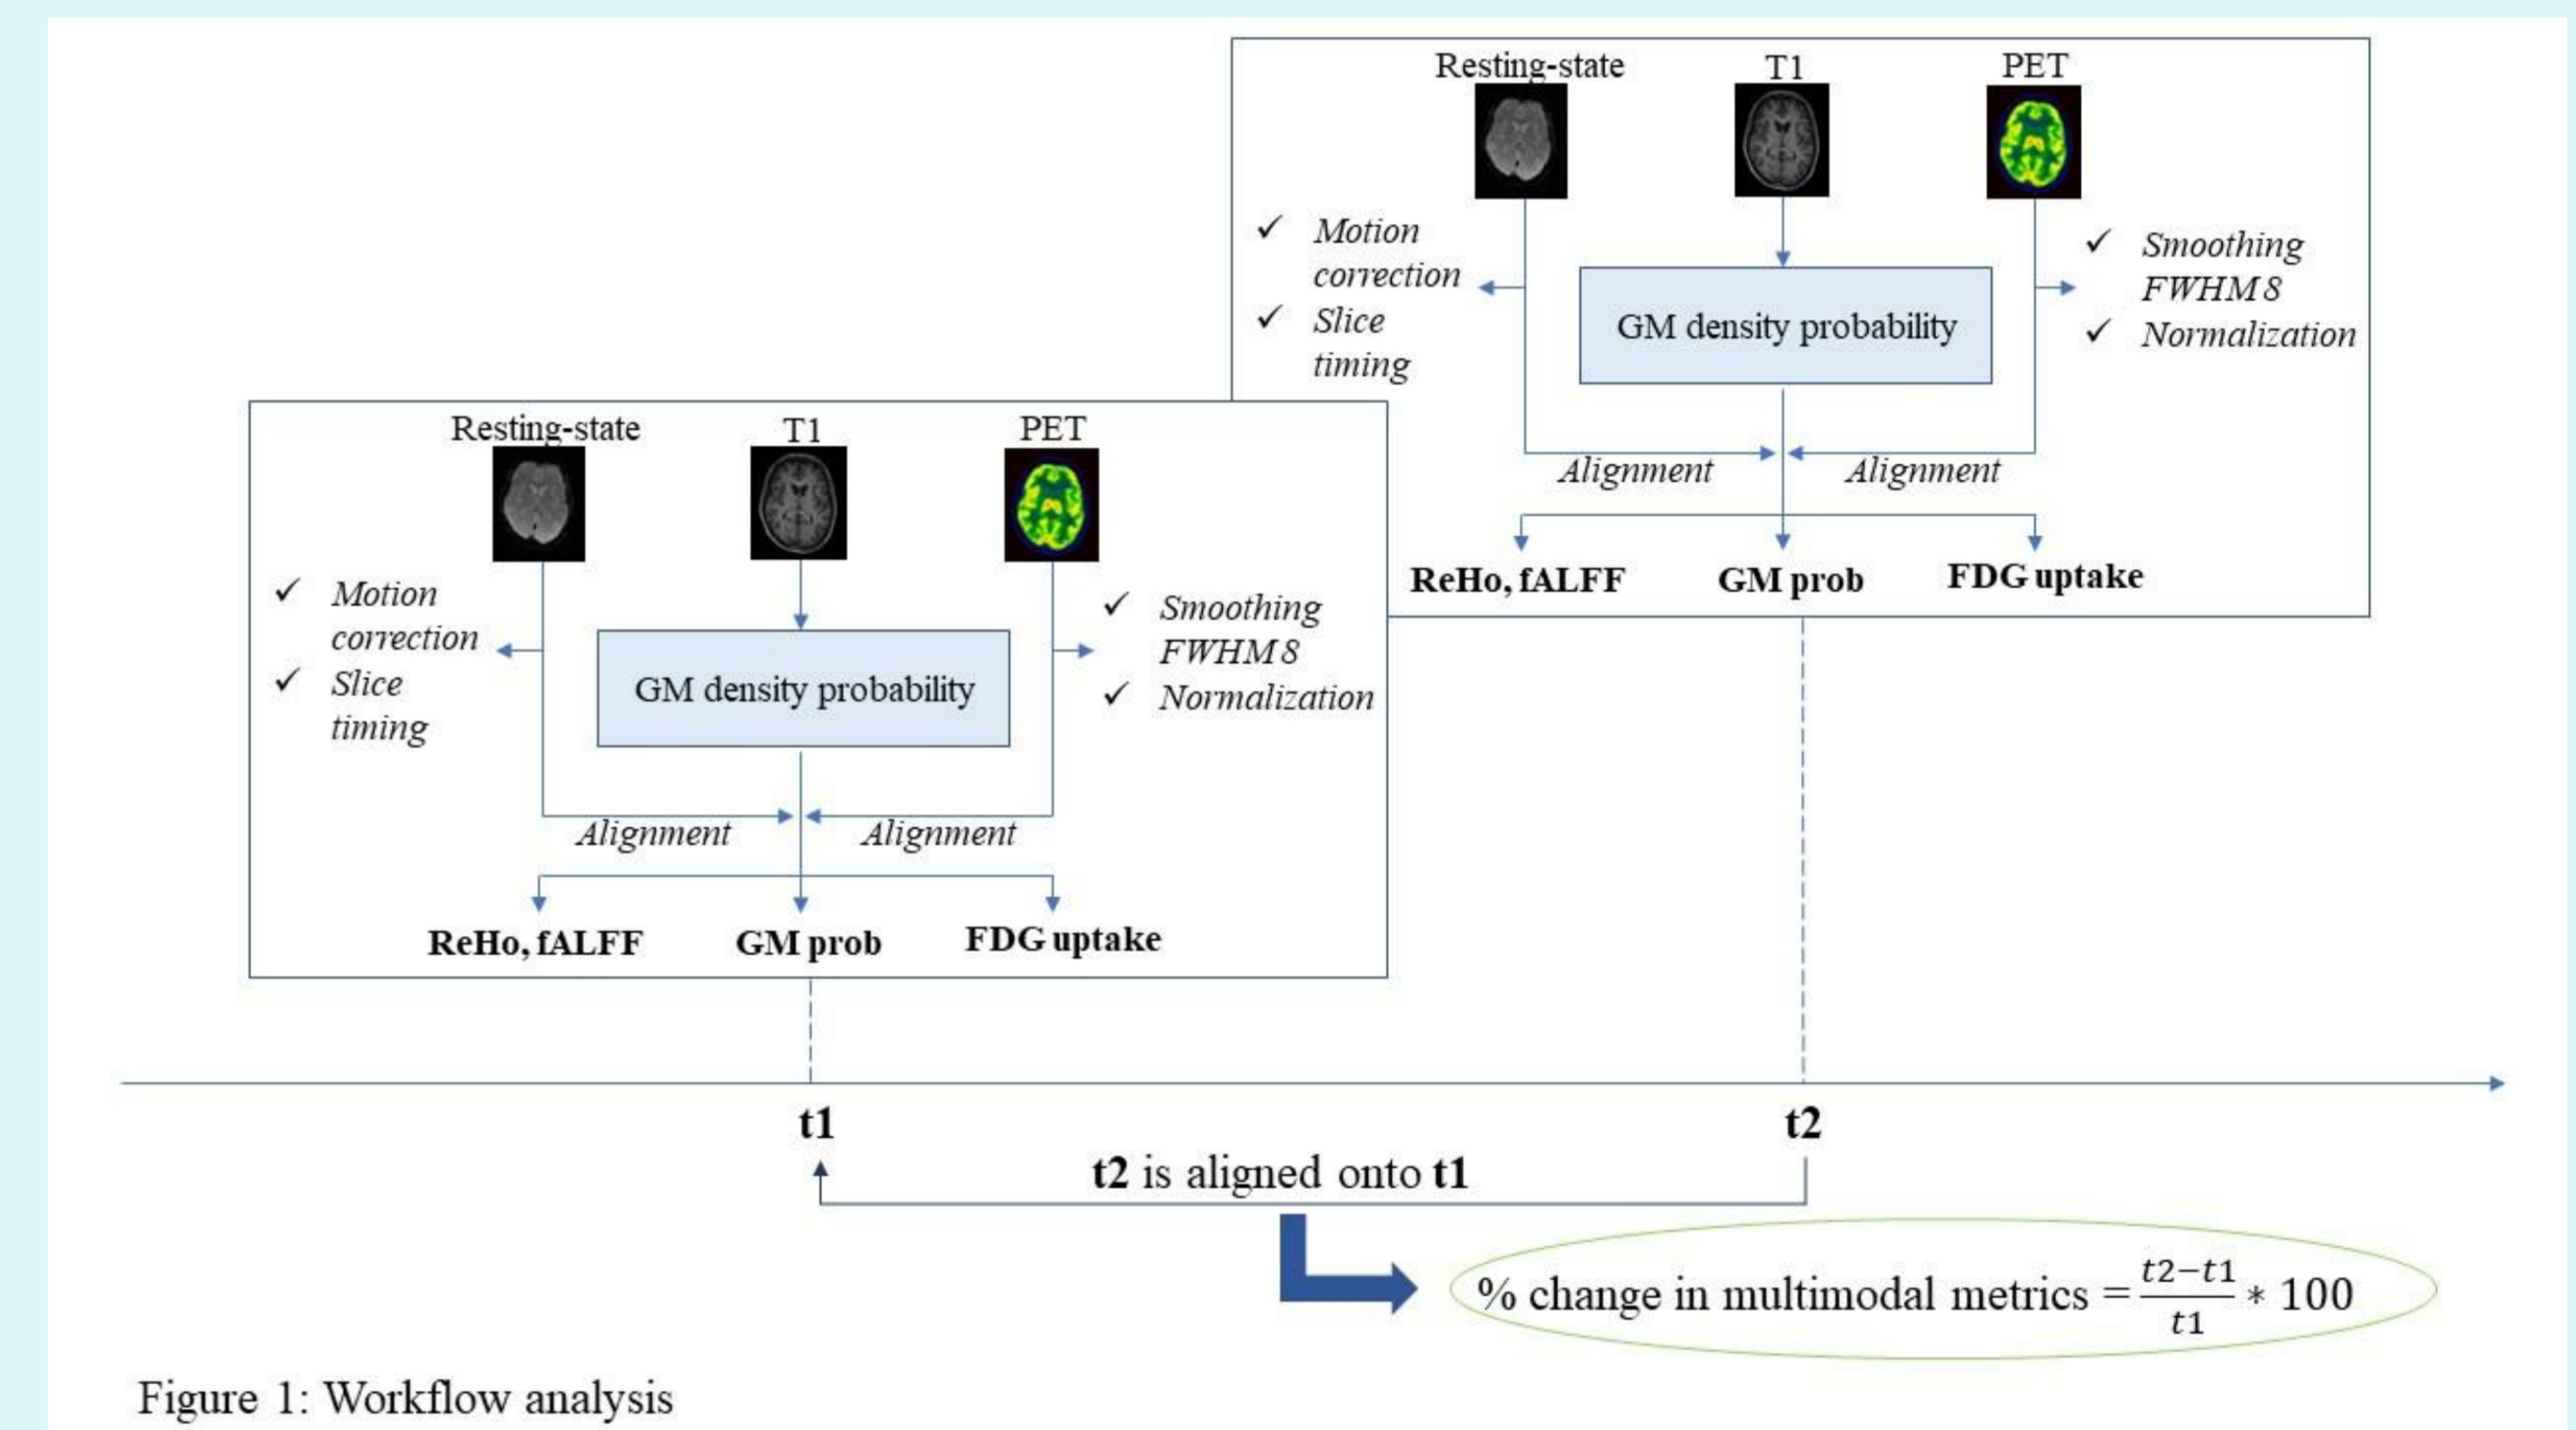 Resting-state
T1
PET
✓ Motion
correction
✓ Slice
timing
GM density probability
✓ Smoothing
FWHM 8
✓ Normalization
Alignment
Alignment
ReHo, fALFF
GM prob
FDG uptake
Resting-state
T1
PET
✓ Motion
correction
✓ Slice
timing
GM density probability
✓ Smoothing
FWHM 8
✓ Normalization
Alignment
Alignment
ReHo, fALFF
GM prob
FDG uptake
t1
t2
t2 is aligned onto t1
% change in multimodal metrics = t2−t1 / t1 * 100
Figure 1: Workflow analysis